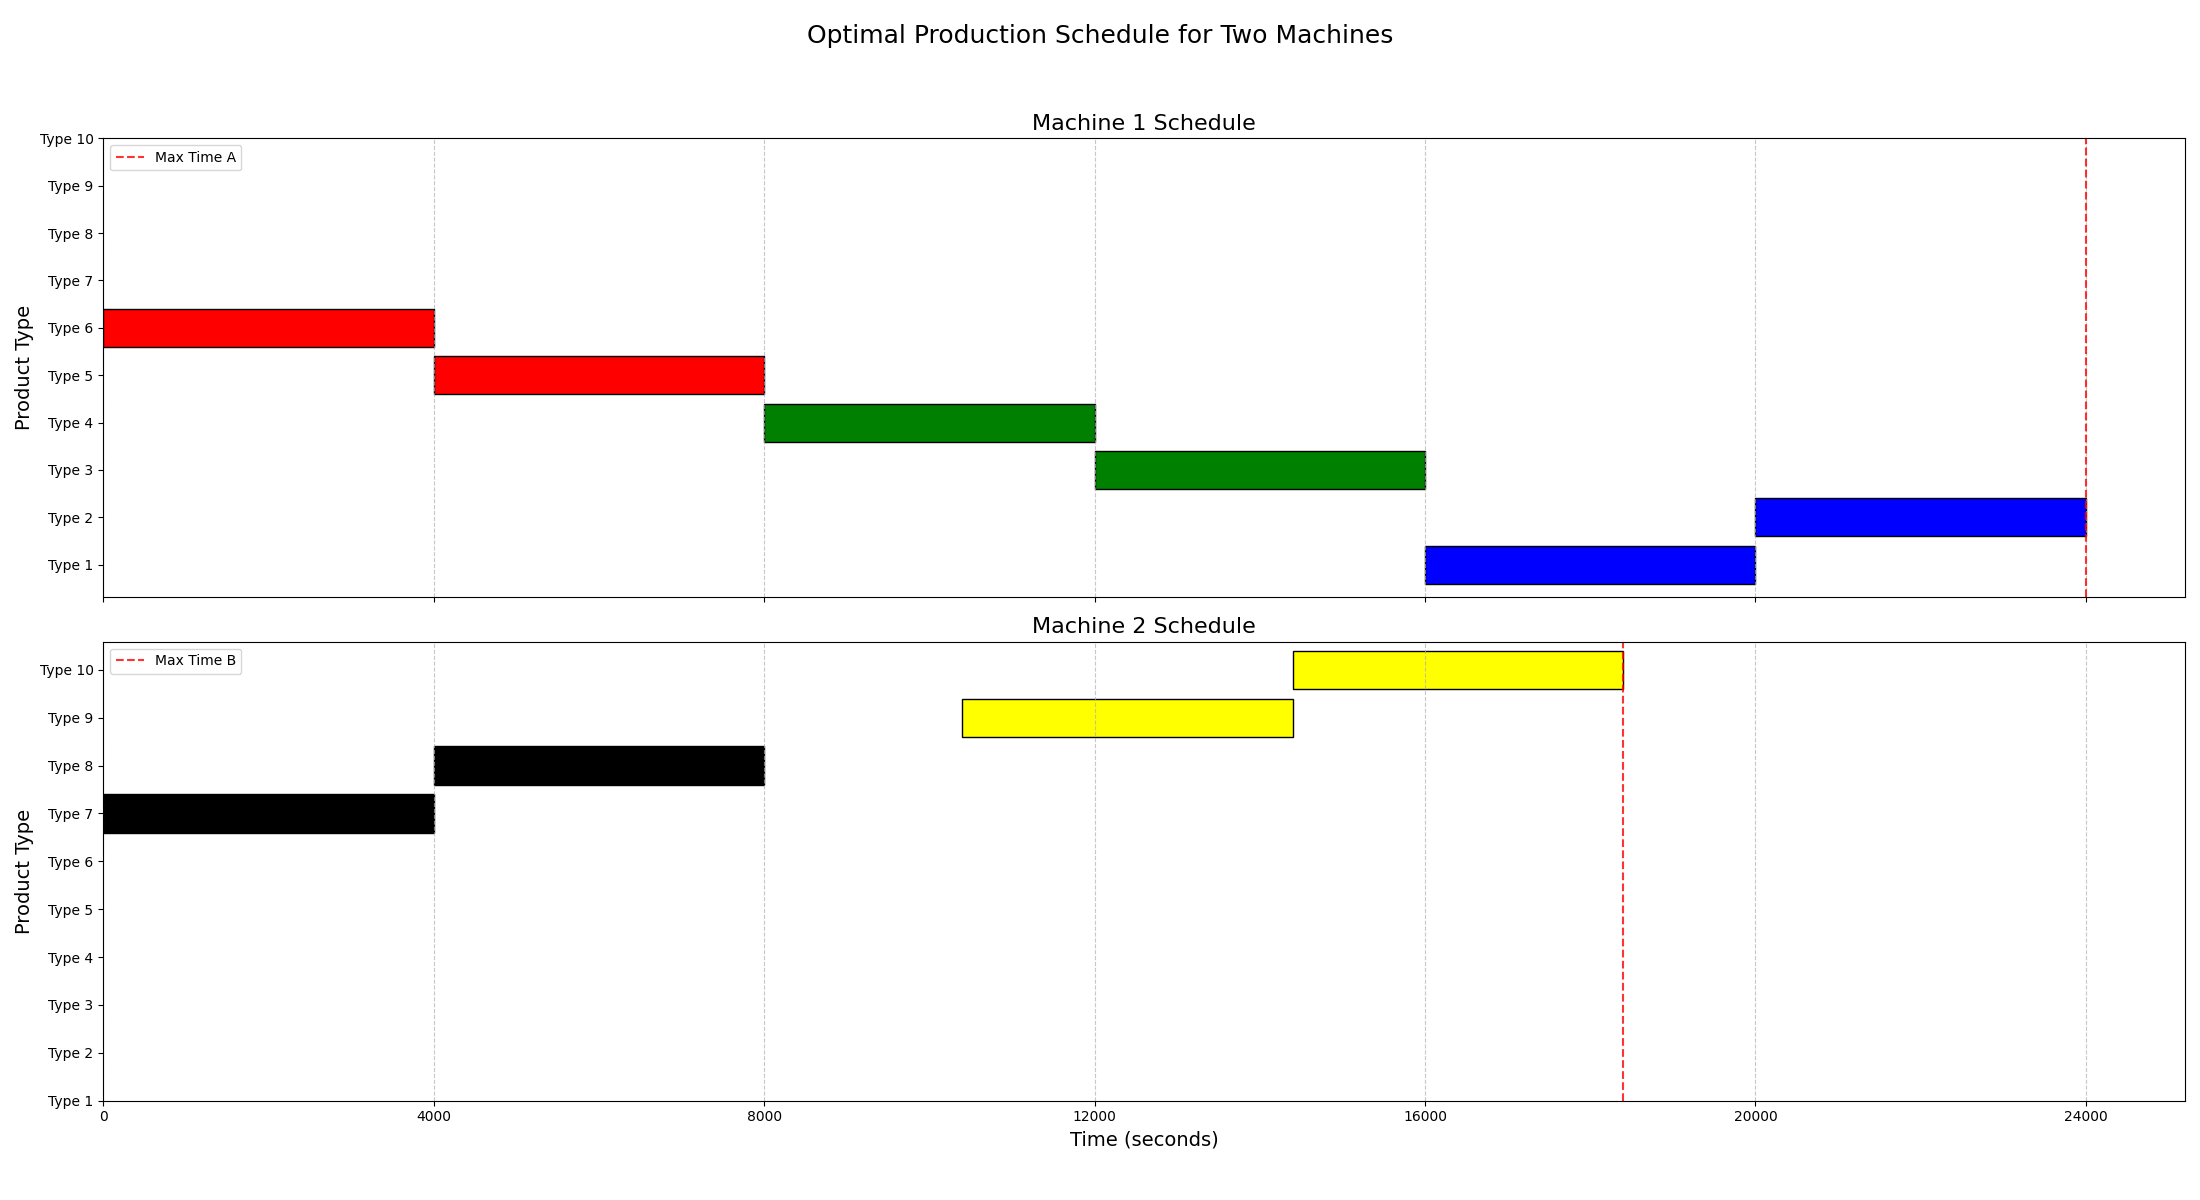 Optimal Production Schedule for Two Machines
Machine 1 Schedule
Type 10
Max Time A
Type 9
Type 8
Type 7
Type 6
Type 5
Type 4
Type 3
Type 2
Type 1
Product Type
Machine 2 Schedule
Max Time B
Type 10
Type 9
Type 8
Type 7
Type 6
Type 5
Type 4
Type 3
Type 2
Type 1
Product Type
0 4000 8000 12000 16000 20000 24000
Time (seconds)